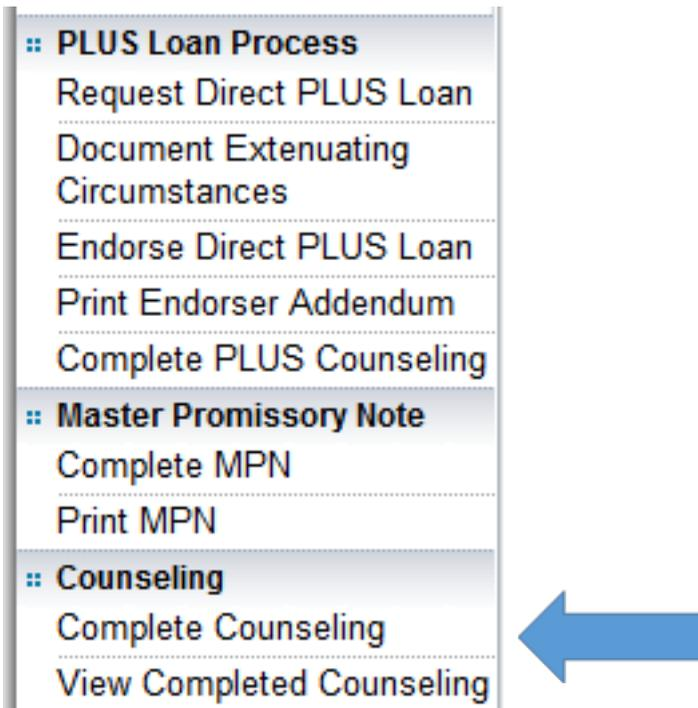 PLUS Loan Process
Request Direct PLUS Loan
Document Extenuating
Circumstances
Endorse Direct PLUS Loan
Print Endorser Addendum
Complete PLUS Counseling
Master Promissory Note
Complete MPN
Print MPN
Counseling
Complete Counseling
View Completed Counseling